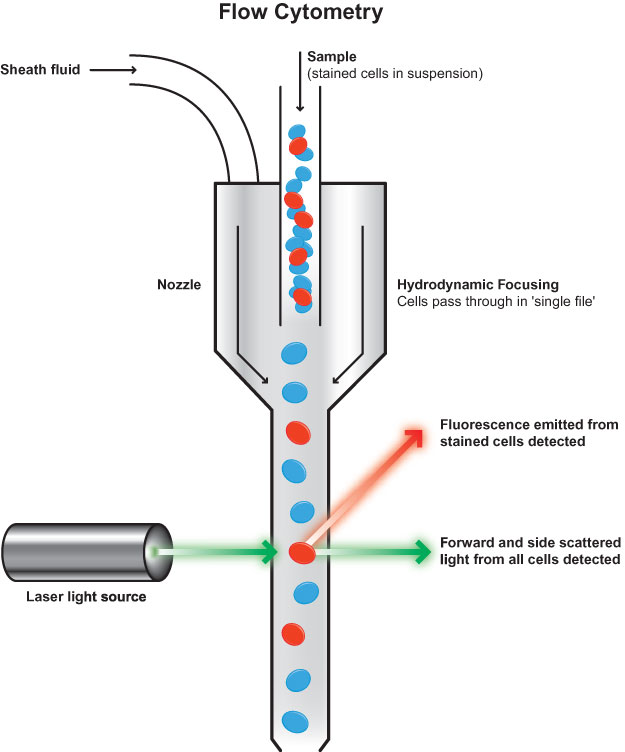 Flow Cytometry
Sheath fluid
Sample
(stained cells in suspension)
Nozzle
Hydrodynamic Focusing
Cells pass through in 'single file'
Fluorescence emitted from
stained cells detected
Forward and side scattered
light from all cells detected
Laser light source